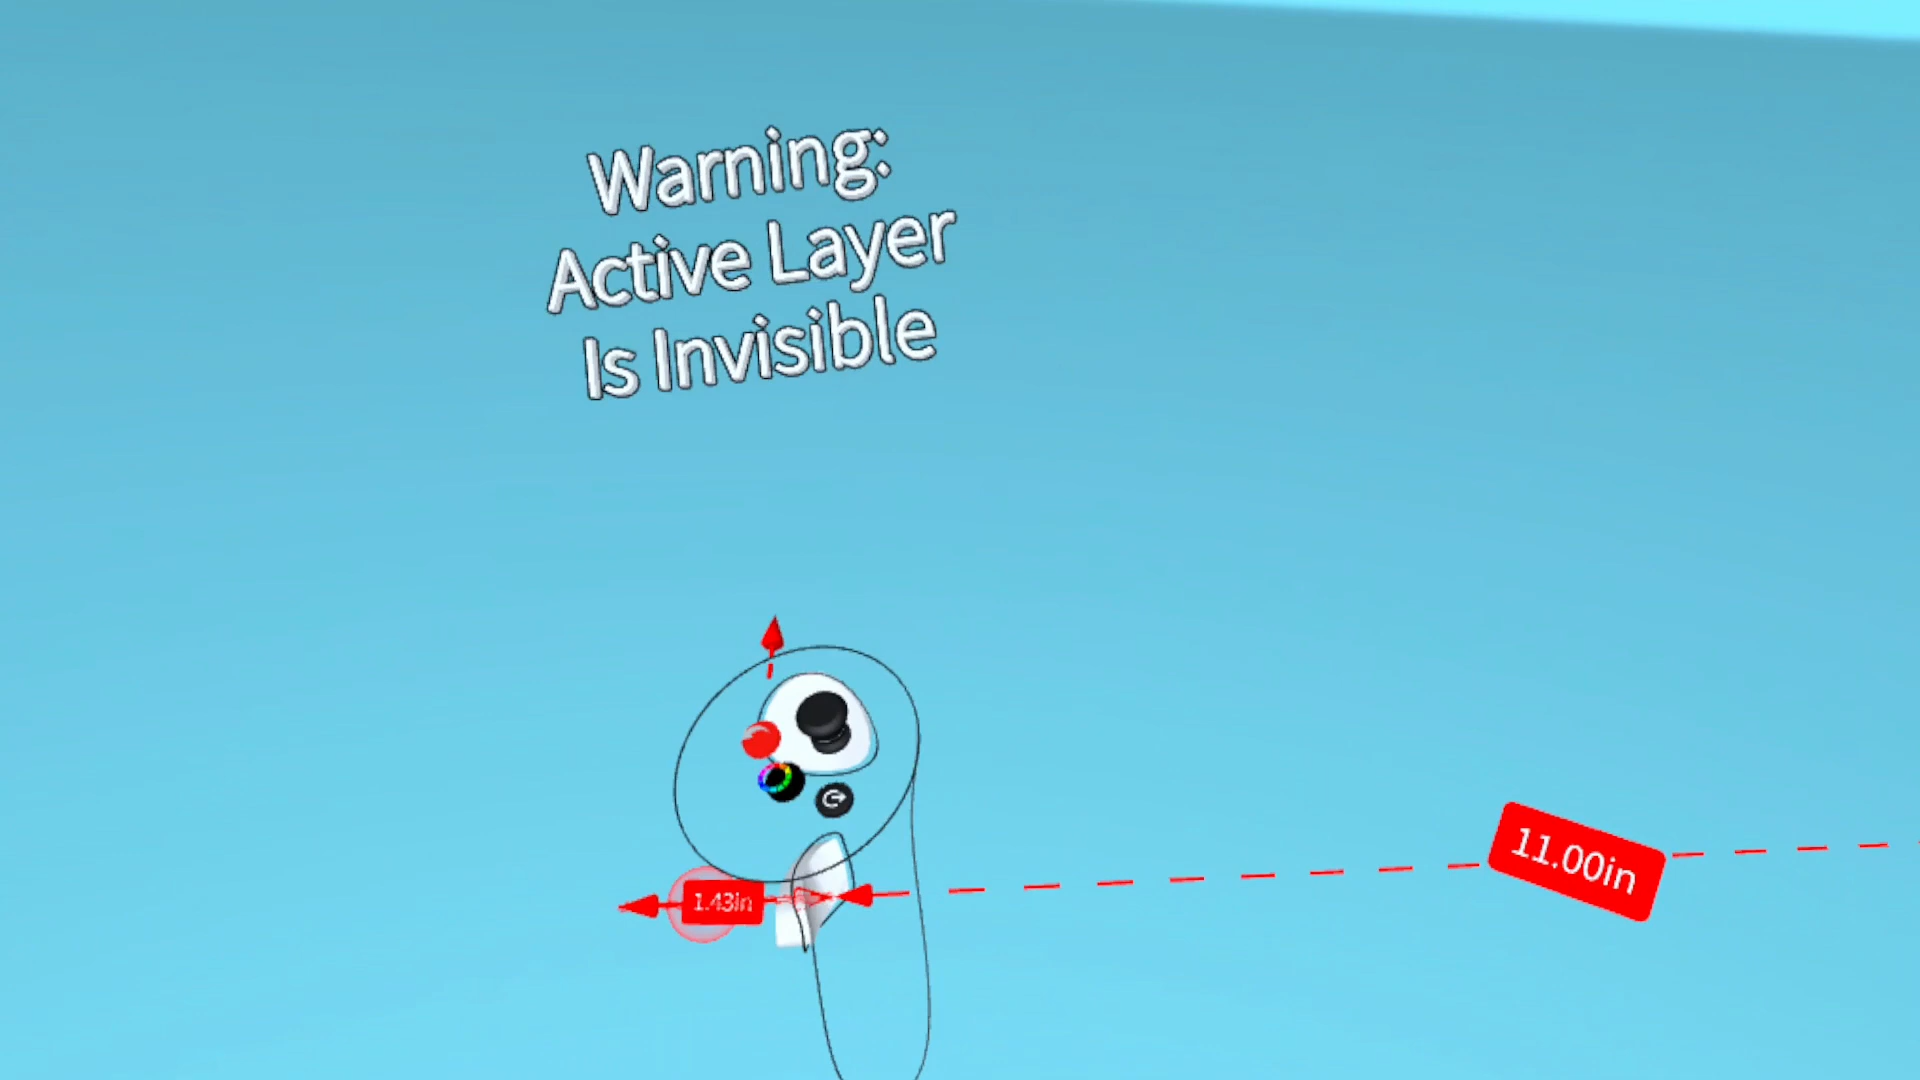 Warning:
Active Layer
Is Invisible
11.00in
1.43in